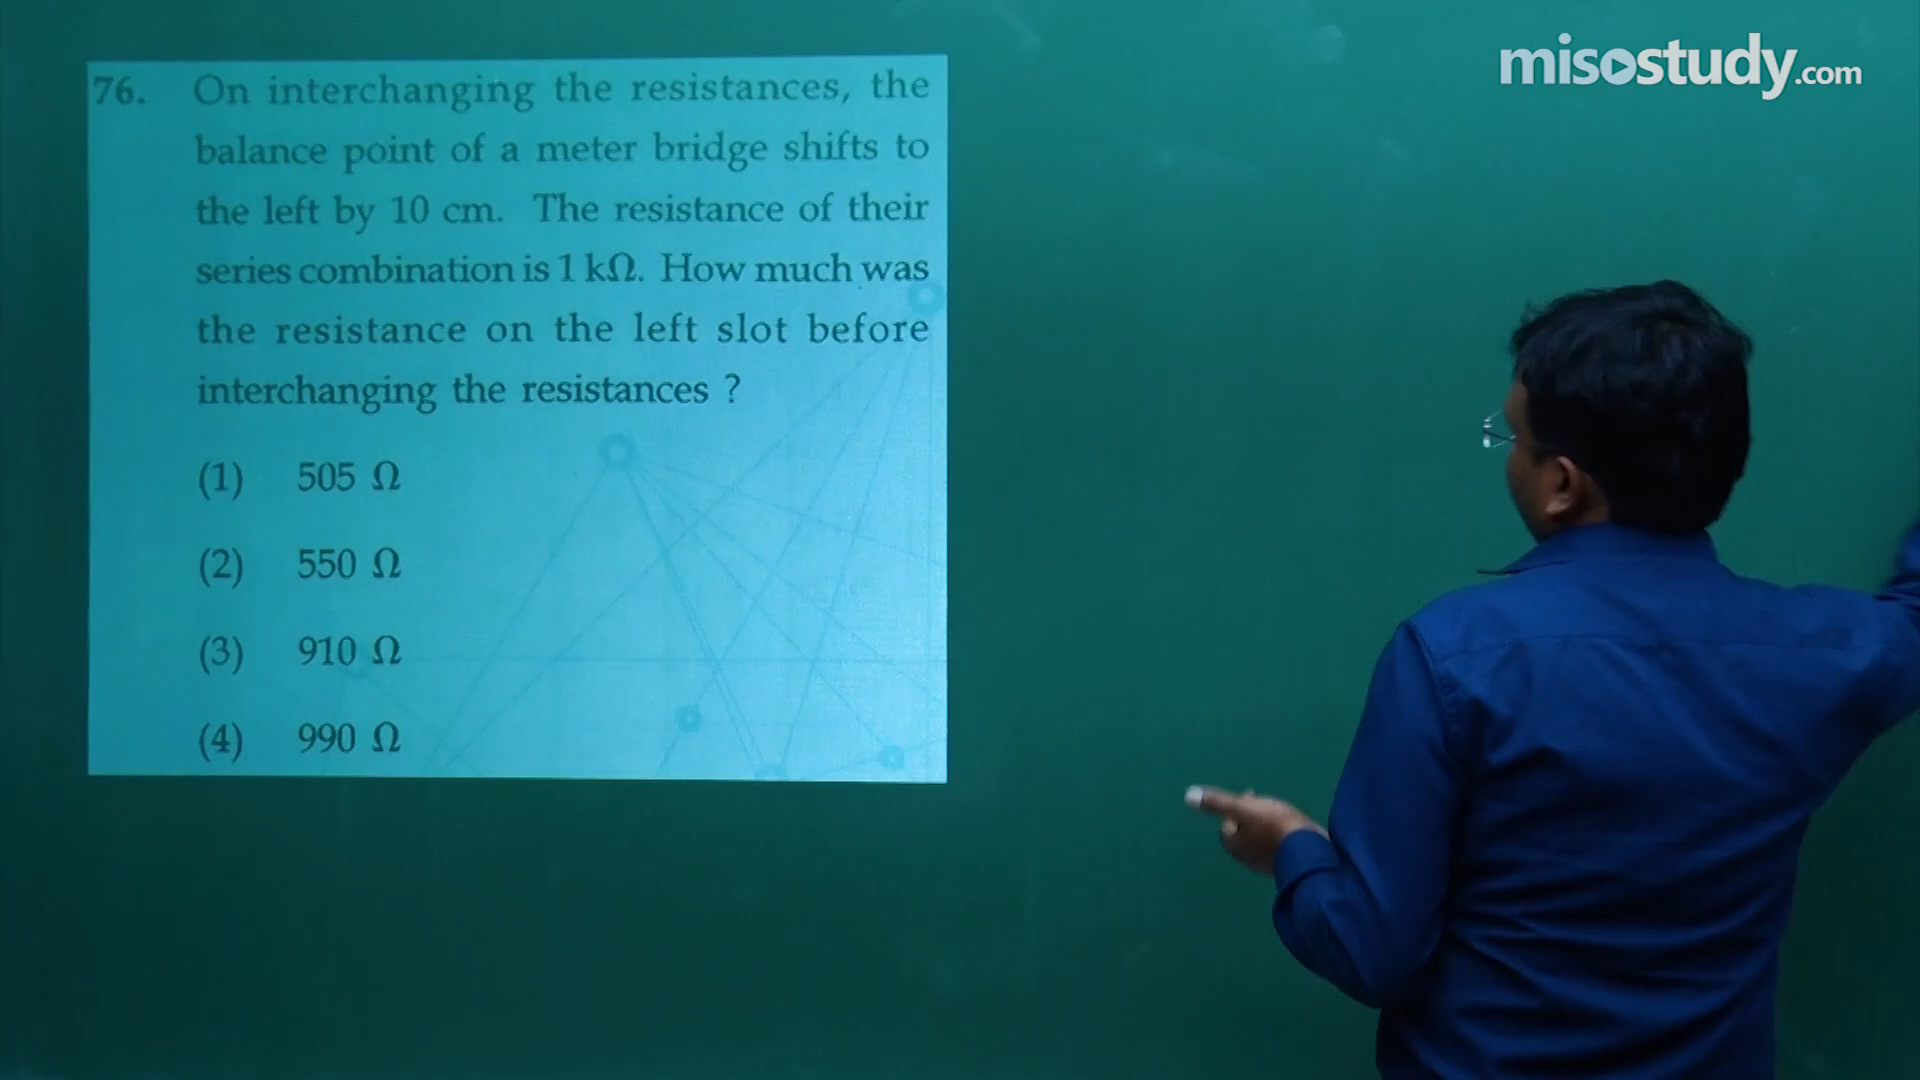 misostudy.com
76. On interchanging the resistances, the
balance point of a meter bridge shifts to
the left by 10 cm. The resistance of their
series combination is 1 kΩ. How much was
the resistance on the left slot before
interchanging the resistances ?
(1) 505 Ω
(2) 550 Ω
(3) 910 Ω
(4) 990 Ω